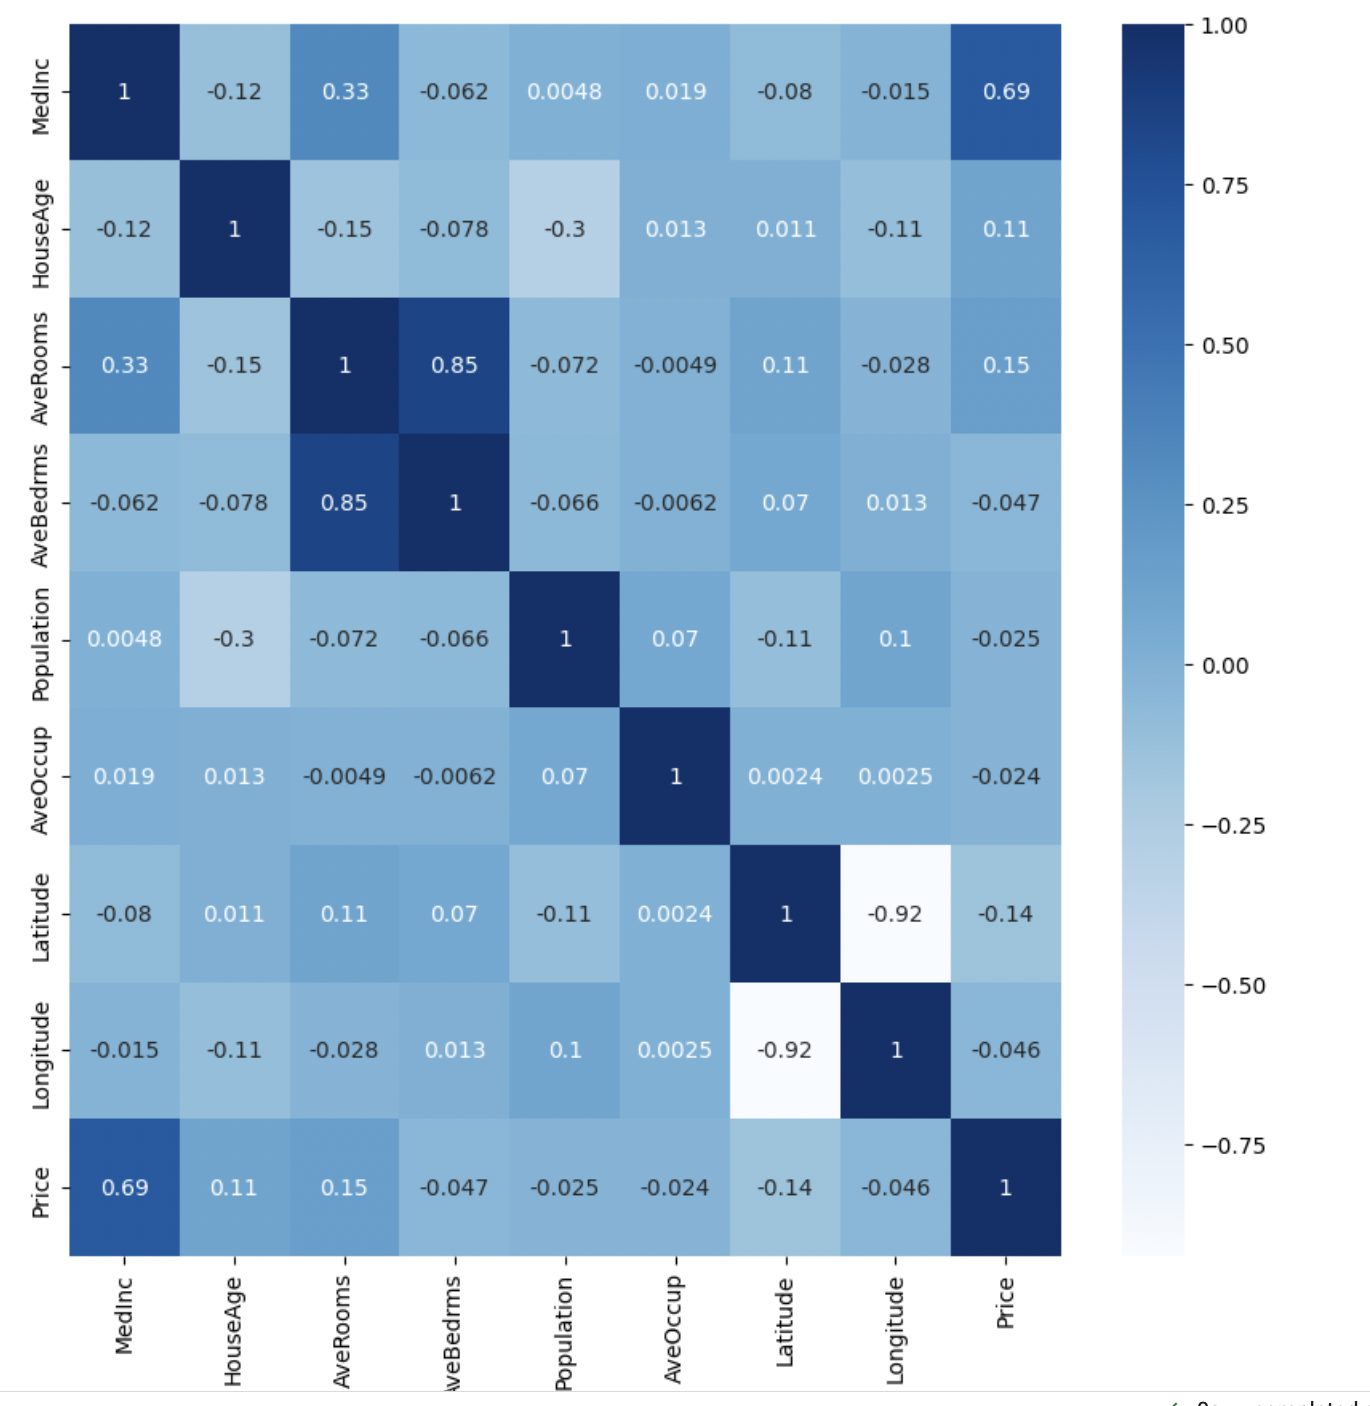 MedInc 1 -0.12 0.33 -0.062 0.0048 0.019 -0.08 -0.015 0.69
HouseAge -0.12 1 -0.15 -0.078 -0.3 0.013 0.011 -0.11 0.11
AveRooms 0.33 -0.15 1 0.85 -0.072 -0.0049 0.11 -0.028 0.15
AveBedrms -0.062 -0.078 0.85 1 -0.066 -0.0062 0.07 0.013 -0.047
Population 0.0048 -0.3 -0.072 -0.066 1 0.07 -0.11 0.1 -0.025
AveOccup 0.019 0.013 -0.0049 -0.0062 0.07 1 0.0024 0.0025 -0.024
Latitude -0.08 0.011 0.11 0.07 -0.11 0.0024 1 -0.92 -0.14
Longitude -0.015 -0.11 -0.028 0.013 0.1 0.0025 -0.92 1 -0.046
Price 0.69 0.11 0.15 -0.047 -0.025 -0.024 -0.14 -0.046 1
MedInc HouseAge AveRooms AveBedrms Population AveOccup Latitude Longitude Price
1.00
0.75
0.50
0.25
0.00
−0.25
−0.50
−0.75